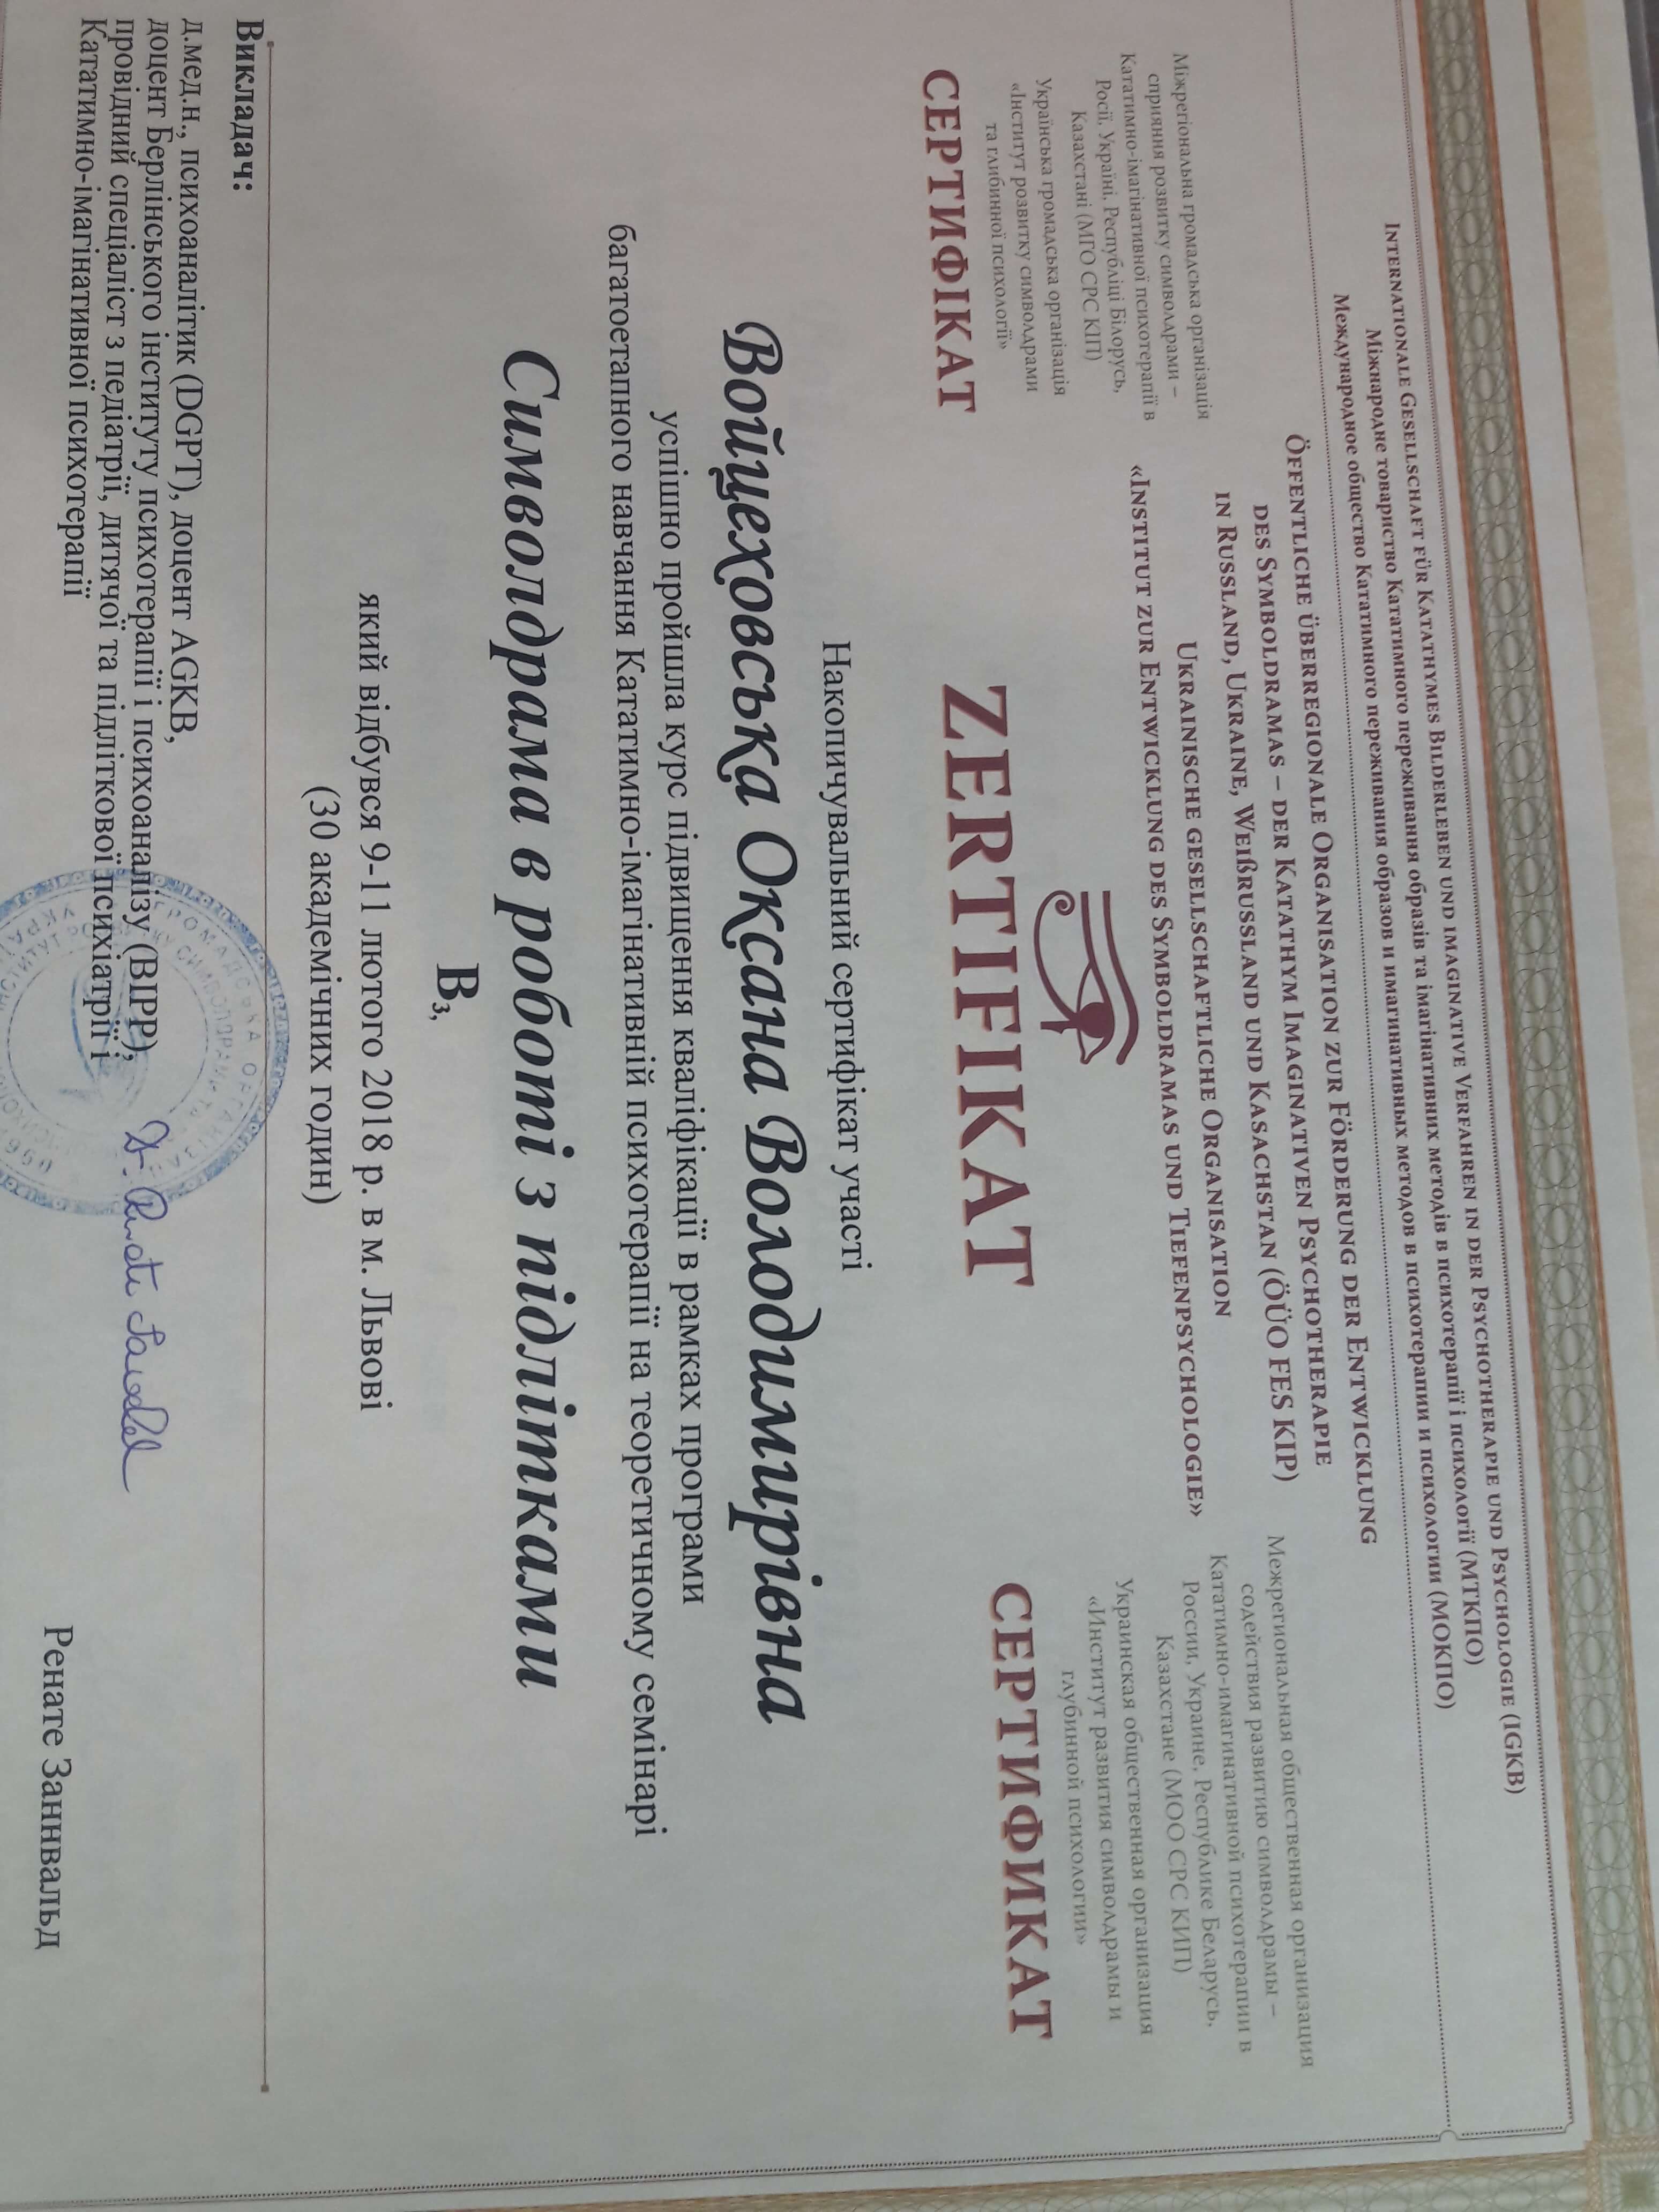 Internationale Gesellschaft für Katathymes Bilderleben und imaginative Verfahren in der Psychotherapie und Psychologie (IGKB)
Міжнародне товариство Кататимного переживання образів та імагінативних методів в психотерапії і психології (МТКПО)
Международное общество Кататимного переживания образов и имагинативных методов в психотерапии и психологии (МОКПО)
Öffentliche überregionale Organisation zur Förderung der Entwicklung
des Symboldramas – der Katathym Imaginativen Psychotherapie
in Russland, Ukraine, Weißrussland und Kasachstan (ÖÜO FES KIP)
Ukrainische gesellschaftliche Organisation
«Institut zur Entwicklung des Symboldramas und Tiefenpsychologie»
Міжрегіональна громадська організація
сприяння розвитку символдрами –
Кататимно-імагінативної психотерапії в
Росії, Україні, Республіці Білорусь,
Казахстані (МГО СРС КІП)
Українська громадська організація
«Інститут розвитку символдрами
та глибинної психології»
СЕРТИФІКАТ
ZERTIFIKAT
Межрегиональная общественная организация
содействия развитию символдрамы –
Кататимно-имагинативной психотерапии в
России, Украине, Республике Беларусь,
Казахстане (МОО СРС КИП)
Украинская общественная организация
«Институт развития символдрамы и
глубинной психологии»
СЕРТИФИКАТ
Накопичувальний сертифікат участі
Войцеховська Оксана Володимирівна
успішно пройшла курс підвищення кваліфікації в рамках програми
багатоетапного навчання Кататимно-імагінативній психотерапії на теоретичному семінарі
Символдрама в роботі з підлітками
В3,
який відбувся 9-11 лютого 2018 р. в м. Львові
(30 академічних годин)
Викладач:
д.мед.н., психоаналітик (DGPT), доцент AGKB,
доцент Берлінського інституту психотерапії і психоаналізу (BIPP),
провідний спеціаліст з педіатрії, дитячої та підліткової психіатрії і
Кататимно-імагінативної психотерапії
Ренате Заннвальд